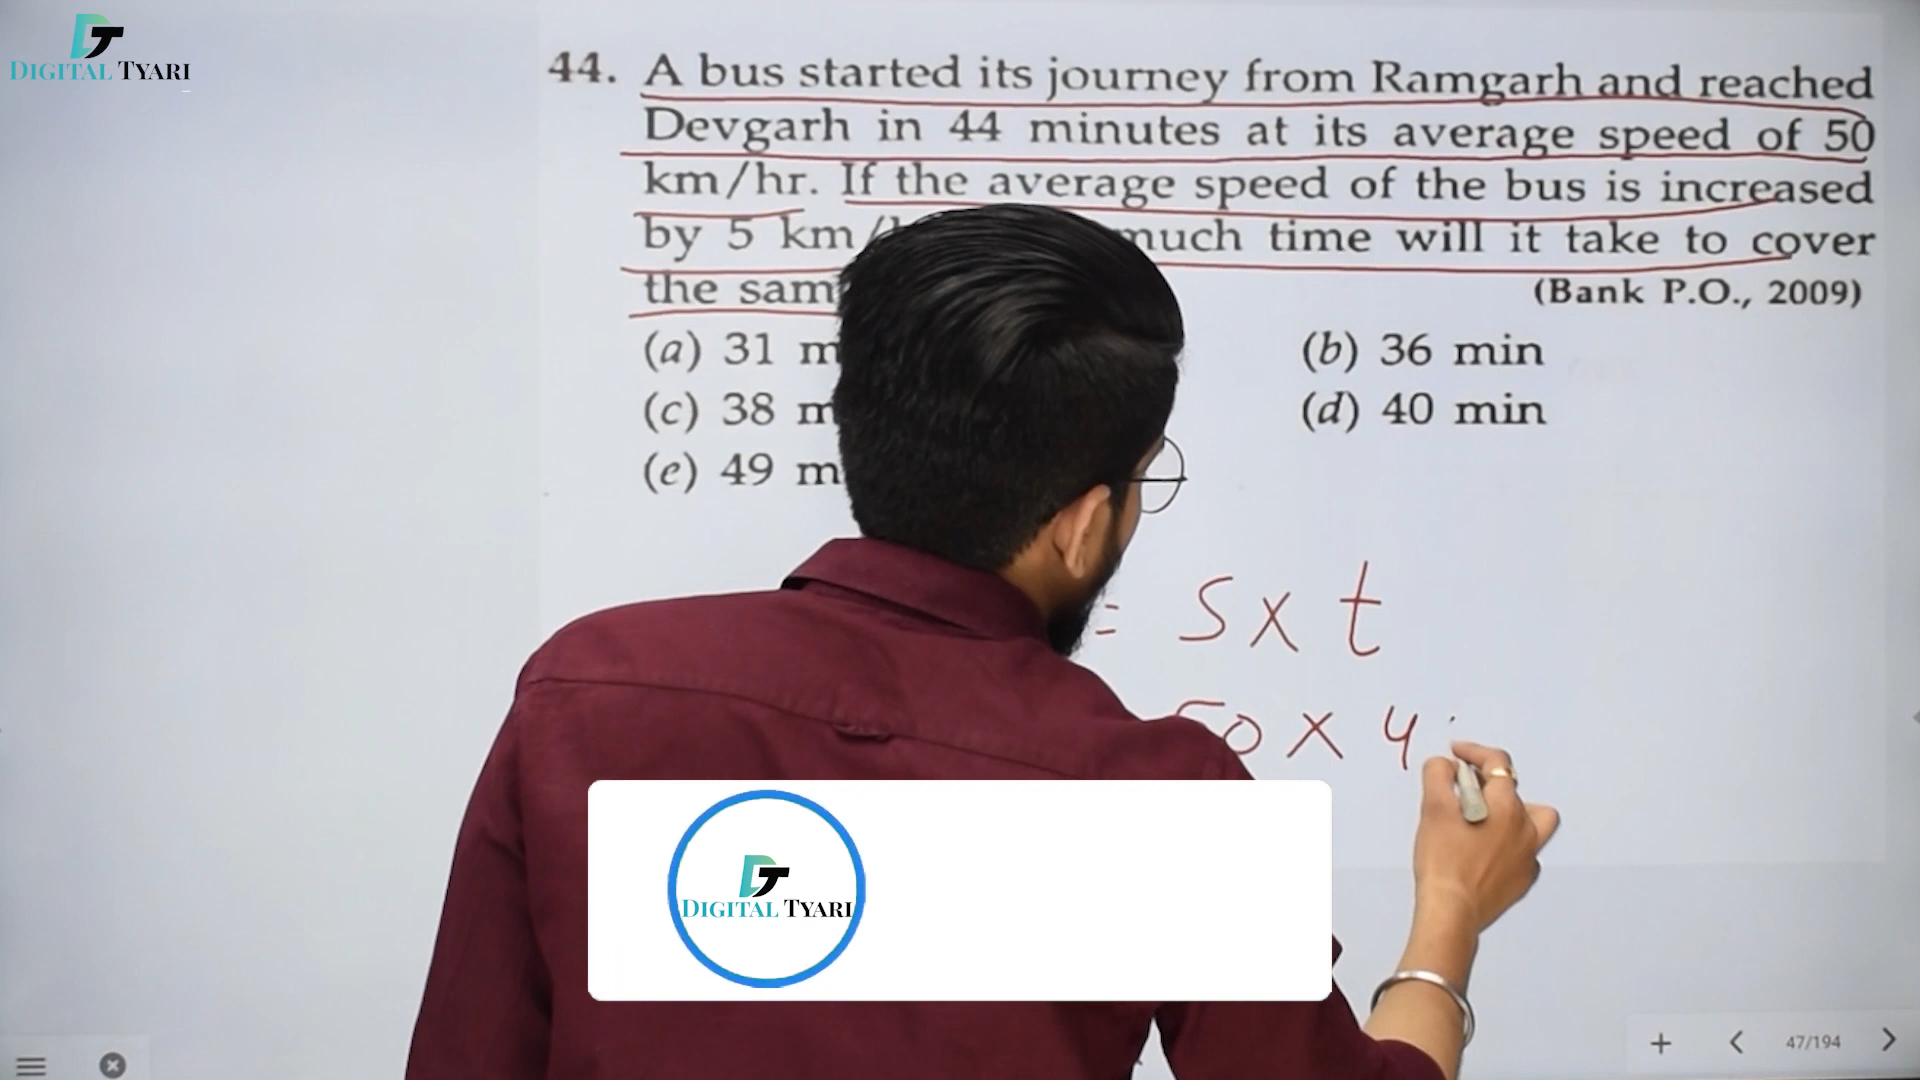 DIGITAL TYARI
44. A bus started its journey from Ramgarh and reached
Devgarh in 44 minutes at its average speed of 50
km/hr. If the average speed of the bus is increased
by 5 km/ much time will it take to cover
the sam
(Bank P.O., 2009)
(a) 31 m
(b) 36 min
(c) 38 m
(d) 40 min
(e) 49 m
= S x t
50 x 4
DIGITAL TYARI
47/194